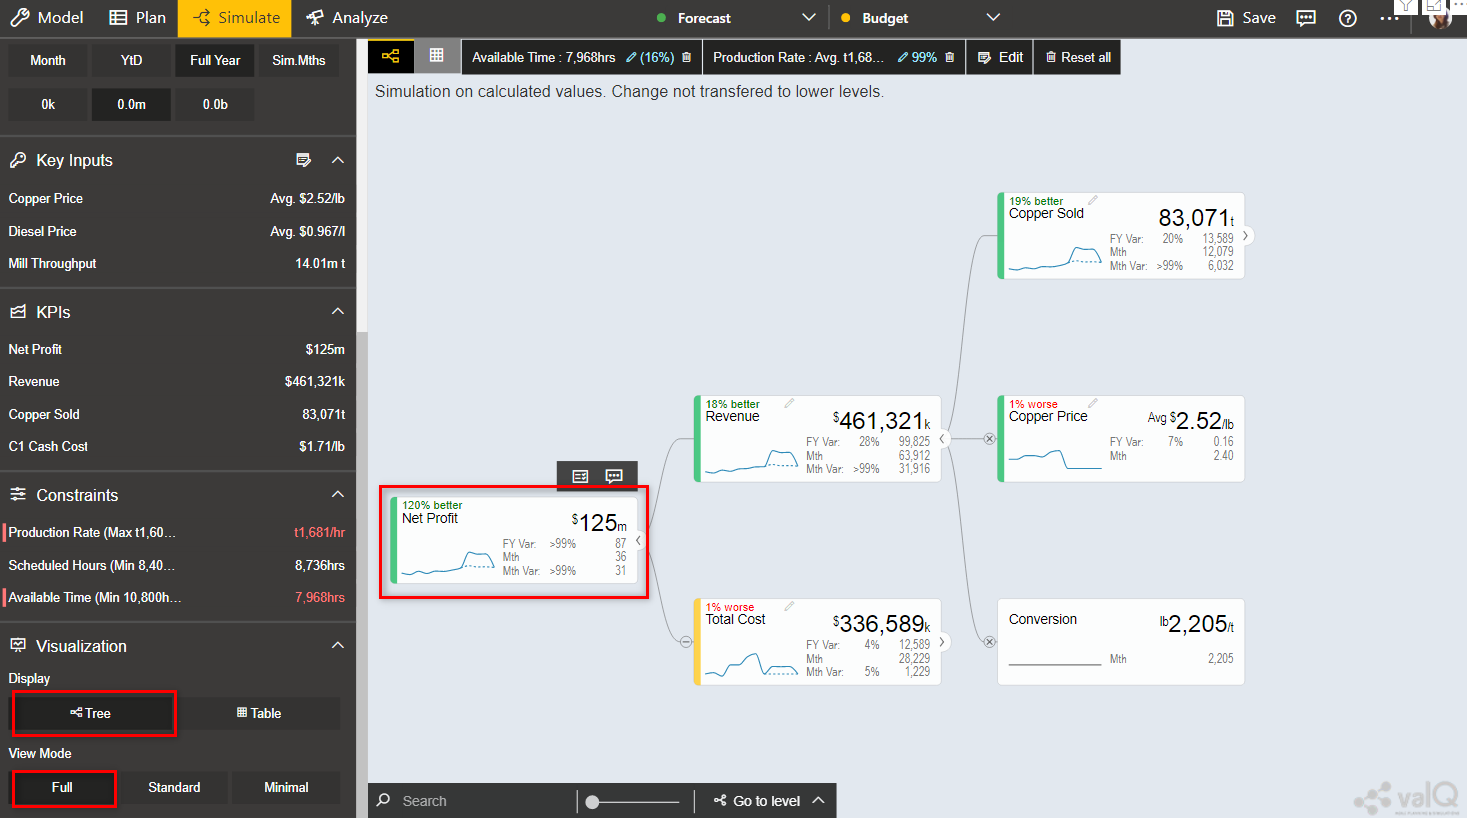 Model Plan Simulate Analyze Forecast Budget Save
Month YtD Full Year Sim.Mths
0k 0.0m 0.0b
Available Time : 7,968hrs (16%) Production Rate : Avg. t1,68... 99% Edit Reset all
Simulation on calculated values. Change not transfered to lower levels.
Key Inputs
Copper Price Avg. $2.52/lb
Diesel Price Avg. $0.967/l
Mill Throughput 14.01m t
KPIs
Net Profit $125m
Revenue $461,321k
Copper Sold 83,071t
C1 Cash Cost $1.71/lb
Constraints
Production Rate (Max t1,60... t1,681/hr
Scheduled Hours (Min 8,40... 8,736hrs
Available Time (Min 10,800h... 7,968hrs
Visualization
Display
Tree Table
View Mode
Full Standard Minimal
120% better
Net Profit $125m
FY Var: >99% 87
Mth 36
Mth Var: >99% 31
18% better
Revenue $461,321k
FY Var: 28% 99,825
Mth 63,912
Mth Var: >99% 31,916
1% worse
Total Cost $336,589k
FY Var: 4% 12,589
Mth 28,229
Mth Var: 5% 1,229
19% better
Copper Sold 83,071t
FY Var: 20% 13,589
Mth 12,079
Mth Var: >99% 6,032
1% worse
Copper Price Avg $2.52/lb
FY Var: 7% 0.16
Mth 2.40
Conversion lb2,205/t
Mth 2,205
Search Go to level
valQ